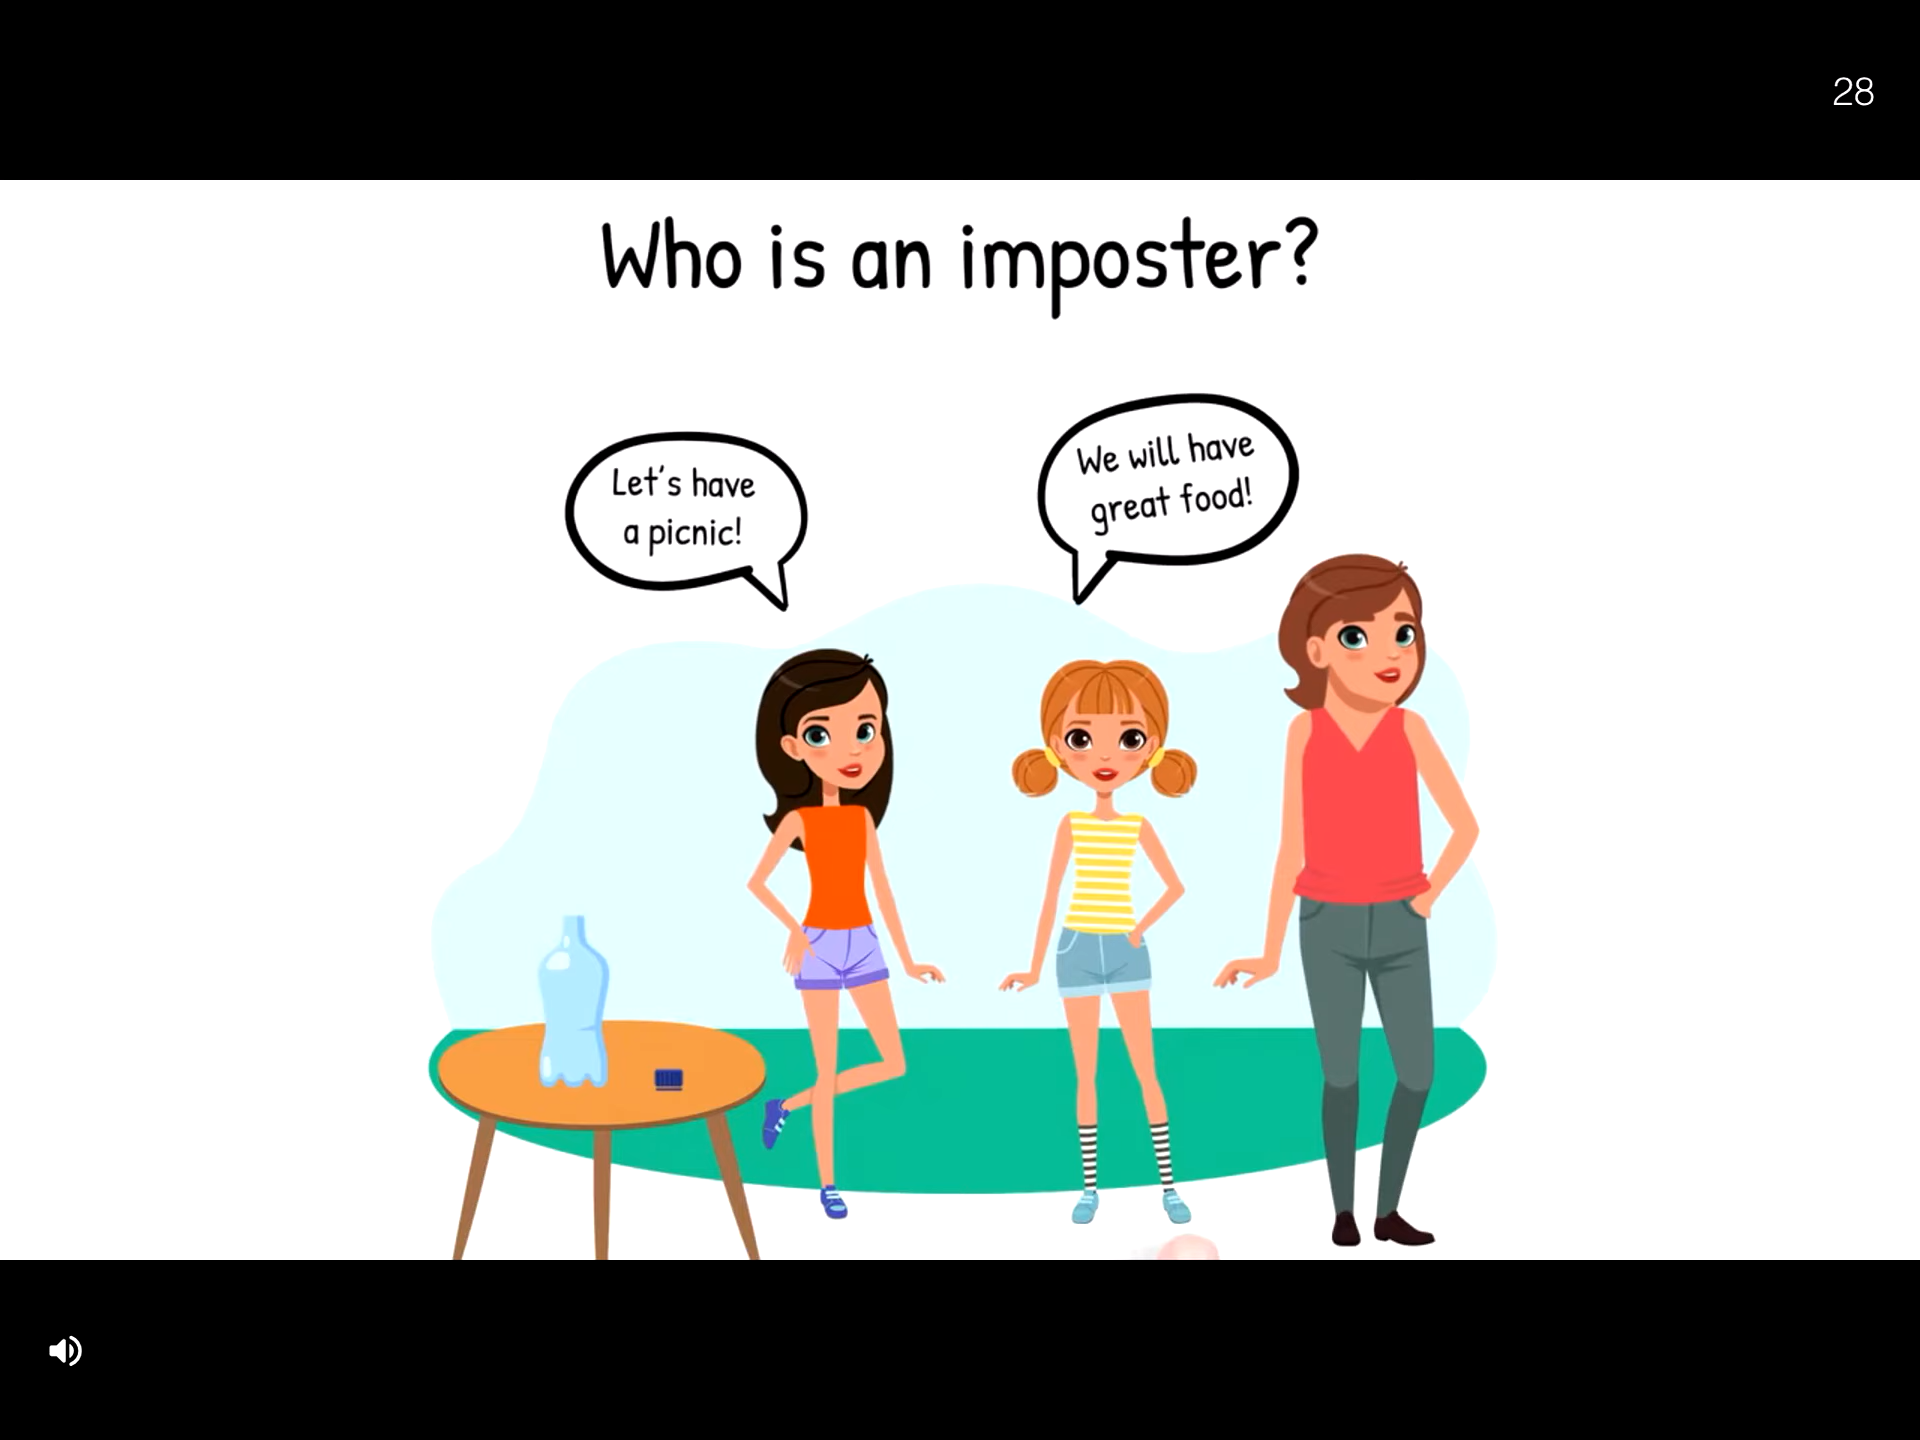 28
Who is an imposter?
Let's have
a picnic!
We will have
great food!